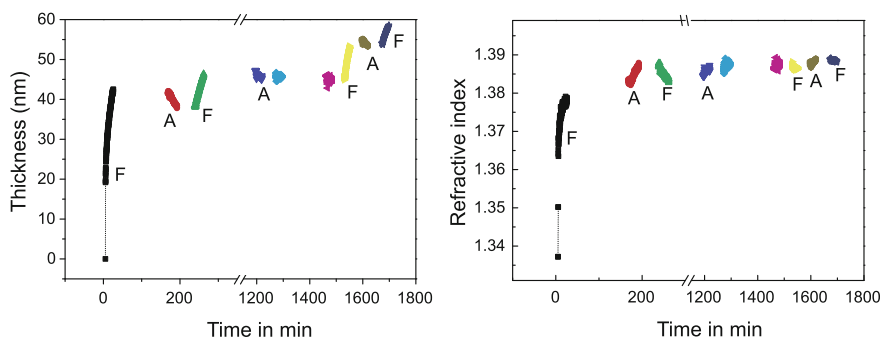 60
50
40
30
20
10
0
Thickness (nm)
F
A
F
A
F
A
F
0 200 1200 1400 1600 1800
Time in min
1.39
1.38
1.37
1.36
1.35
1.34
Refractive index
F
A
F
A
F
A
F
0 200 1200 1400 1600 1800
Time in min